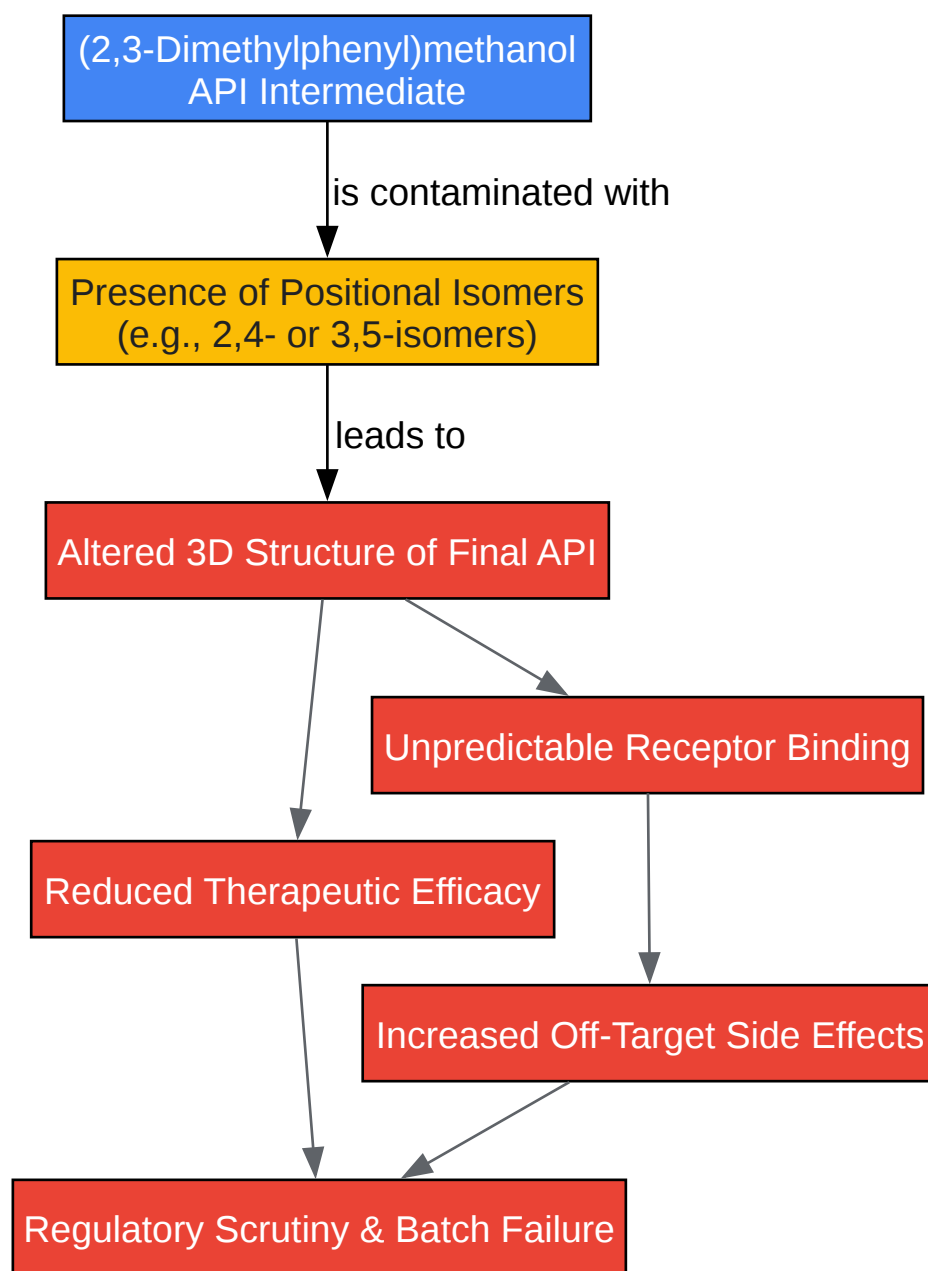 (2,3-Dimethylphenyl)methanol
API Intermediate
is contaminated with
Presence of Positional Isomers
(e.g., 2,4- or 3,5-isomers)
leads to
Altered 3D Structure of Final API
Unpredictable Receptor Binding
Reduced Therapeutic Efficacy
Increased Off-Target Side Effects
Regulatory Scrutiny & Batch Failure